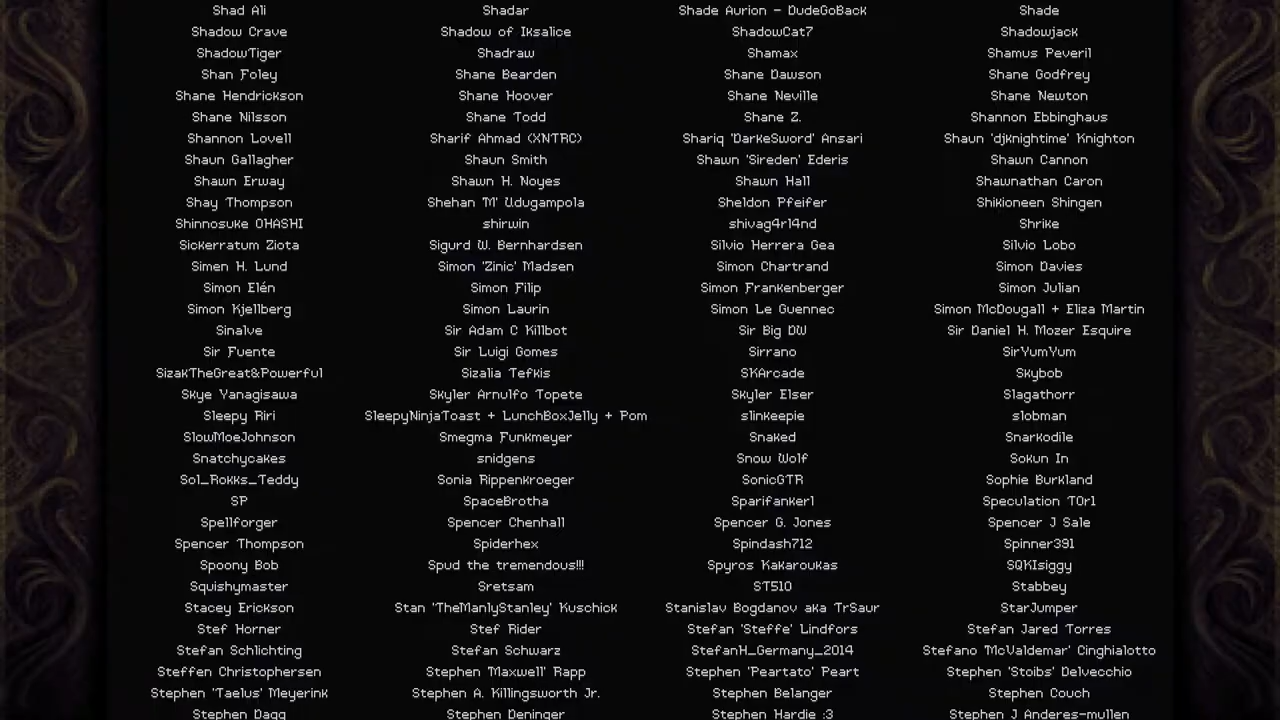 Shad Ali Shadar Shade Aurion - DudeGoBack Shade
Shadow Crave Shadow of Iksalice ShadowCat7 Shadowjack
ShadowTiger Shadraw Shamax Shamus Peveril
Shan Foley Shane Bearden Shane Dawson Shane Godfrey
Shane Hendrickson Shane Hoover Shane Neville Shane Newton
Shane Nilsson Shane Todd Shane Z. Shannon Ebbinghaus
Shannon Lovell Sharif Ahmad (XNTRC) Shariq 'DarkeSword' Ansari Shaun 'djknightime' Knighton
Shaun Gallagher Shaun Smith Shawn 'Sireden' Ederis Shawn Cannon
Shawn Erway Shawn H. Noyes Shawn Hall Shawnathan Caron
Shay Thompson Shehan 'M' Udugampola Sheldon Pfeifer Shikioneen Shingen
Shinnosuke OHASHI shirwin shivag4r14nd Shrike
Sickerratum Ziota Sigurd W. Bernhardsen Silvio Herrera Gea Silvio Lobo
Simen H. Lund Simon 'Zinic' Madsen Simon Chartrand Simon Davies
Simon Elén Simon Filip Simon Frankenberger Simon Julian
Simon Kjellberg Simon Laurin Simon Le Guennec Simon McDougall + Eliza Martin
Sinalve Sir Adam C Killbot Sir Big DW Sir Daniel H. Mozer Esquire
Sir Fuente Sir Luigi Gomes Sirrano SirYumYum
SizakTheGreat&Powerful Sizalia Tefkis SKArcade Skybob
Skye Yanagisawa Skyler Arnulfo Topete Skyler Elser Slagathorr
Sleepy Riri SleepyNinjaToast + LunchBoxJelly + Pom slinkeepie slobman
SlowMoeJohnson Smegma Funkmeyer Snaked Snarkodile
Snatchycakes snidgens Snow Wolf Sokun In
Sol_Rokks_Teddy Sonia Rippenkroeger SonicGTR Sophie Burkland
SP SpaceBrotha Sparifankerl Speculation T0r1
Spellforger Spencer Chenhall Spencer G. Jones Spencer J Sale
Spencer Thompson Spiderhex Spindash712 Spinner391
Spoony Bob Spud the tremendous!!! Spyros Kakaroukas SQKIsiggy
Squishymaster Sretsam ST510 Stabbey
Stacey Erickson Stan 'TheManlyStanley' Kuschick Stanislav Bogdanov aka TrSaur StarJumper
Stef Horner Stef Rider Stefan 'Steffe' Lindfors Stefan Jared Torres
Stefan Schlichting Stefan Schwarz StefanH_Germany_2014 Stefano 'McValdemar' Cinghialotto
Steffen Christophersen Stephen 'Maxwell' Rapp Stephen 'Peartato' Peart Stephen 'Stoibs' Delvecchio
Stephen 'Taelus' Meyerink Stephen A. Killingsworth Jr. Stephen Belanger Stephen Couch
Stephen Dagg Stephen Deninger Stephen Hardie :3 Stephen J Anderes-mullen